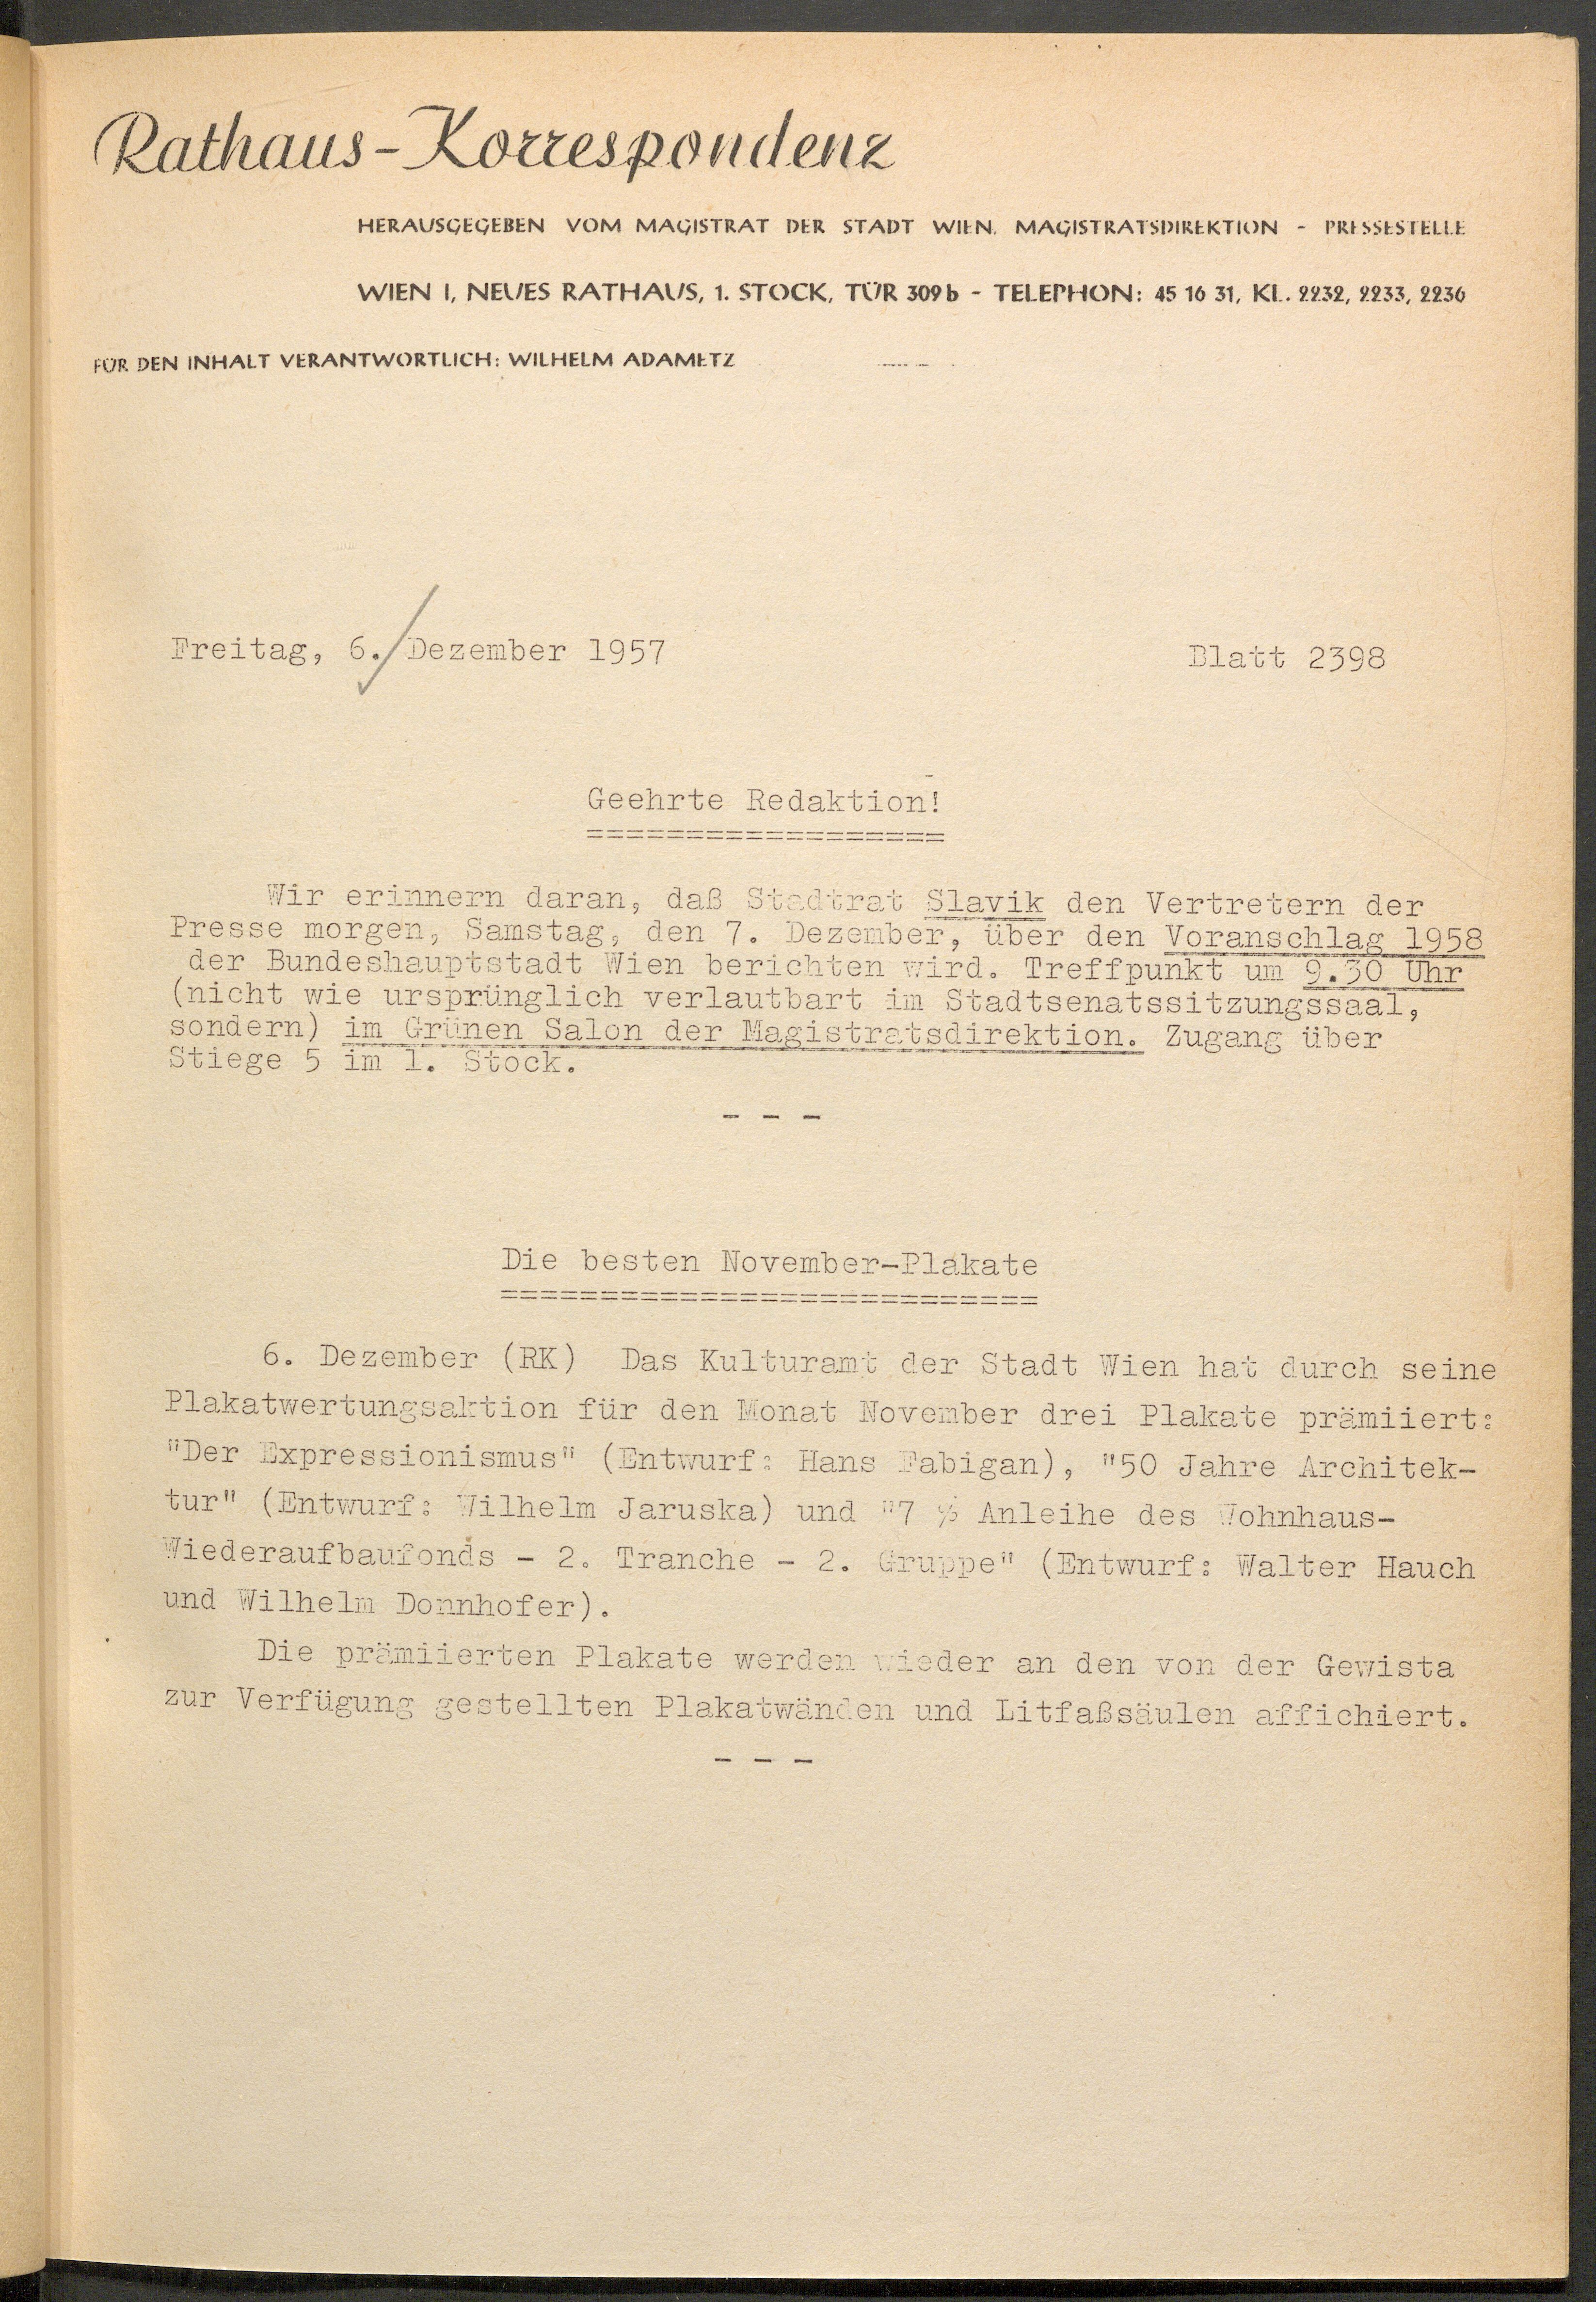 Rathaus-Korrespondenz
HERAUSGEGEBEN VOM MAGISTRAT DER STADT WIEN. MAGISTRATSDIREKTION - PRESSESTELLE
WIEN I, NEUES RATHAUS, 1. STOCK, TÜR 309b - TELEPHON: 45 16 31, KL. 2232, 2233, 2236
FÜR DEN INHALT VERANTWORTLICH: WILHELM ADAMETZ
Freitag, 6. Dezember 1957
Blatt 2398
Geehrte Redaktion!
==================
Wir erinnern daran, daß Stadtrat Slavik den Vertretern der
Presse morgen, Samstag, den 7. Dezember, über den Voranschlag 1958
der Bundeshauptstadt Wien berichten wird. Treffpunkt um 9.30 Uhr
(nicht wie ursprünglich verlautbart im Stadtsenatssitzungssaal,
sondern) im Grünen Salon der Magistratsdirektion. Zugang über
Stiege 5 im 1. Stock.
- - -
Die besten November-Plakate
===========================
6. Dezember (RK) Das Kulturamt der Stadt Wien hat durch seine
Plakatwertungsaktion für den Monat November drei Plakate prämiiert:
"Der Expressionismus" (Entwurf: Hans Fabigan), "50 Jahre Architek-
tur" (Entwurf: Wilhelm Jaruska) und "7 % Anleihe des Wohnhaus-
Wiederaufbaufonds - 2. Tranche - 2. Gruppe" (Entwurf: Walter Hauch
und Wilhelm Donnhofer).
Die prämiierten Plakate werden wieder an den von der Gewista
zur Verfügung gestellten Plakatwänden und Litfaßsäulen affichiert.
- - -